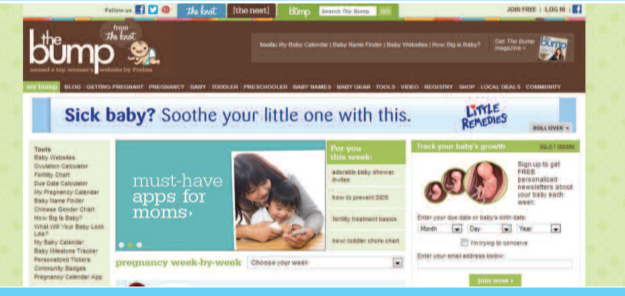 Follow us
the knot
[the nest]
the bump
Search The Bump
GO
JOIN FREE | LOG IN |
the bump
from the knot
named a top women's website by Forbes
tools: My Baby Calendar | Baby Name Finder | Baby Websites | How Big is Baby?
Get The Bump magazine »
my bump BLOG GETTING PREGNANT PREGNANCY BABY TODDLER PRESCHOOLER BABY NAMES BABY GEAR TOOLS VIDEO REGISTRY SHOP LOCAL DEALS COMMUNITY
Sick baby? Soothe your little one with this.
LiTTLE
REMEDIES
ROLL OVER
Tools
Baby Websites
Ovulation Calculator
Fertility Chart
Due Date Calculator
My Pregnancy Calendar
Baby Name Finder
Chinese Gender Chart
How Big is Baby?
What Will Your Baby Look
Like?
My Baby Calendar
Baby Milestone Tracker
Personalized Tickers
Community Badges
Pregnancy Calendar App
must-have
apps for
moms
For you
this week:
adorable baby shower
invites
how to prevent SIDS
fertility treatment basics
new! toddler chore chart
pregnancy week-by-week
Choose your week
Track your baby's growth
Sign up to get
FREE
personalized
newsletters about
your baby each
week.
Enter your due date or baby's birth date:
Month
Day
Year
I'm trying to conceive
Enter your email address below:
join now